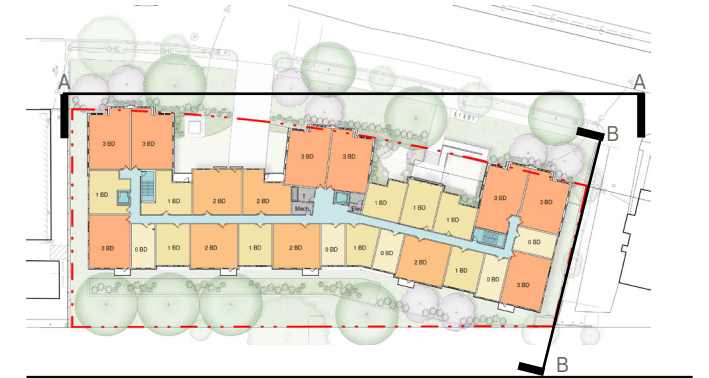 OHE OHE
A A
B
3 BD 3 BD
3 BD 3 BD
1 BD 1 BD 2 BD 2 BD
T
Mech. Elec
1 BD 1 BD 1 BD
3 BD 3 BD
0 BD
3 BD 0 BD 1 BD 2 BD 1 BD 2 BD 0 BD 1 BD 0 BD 2 BD 1 BD 0 BD 3 BD
B